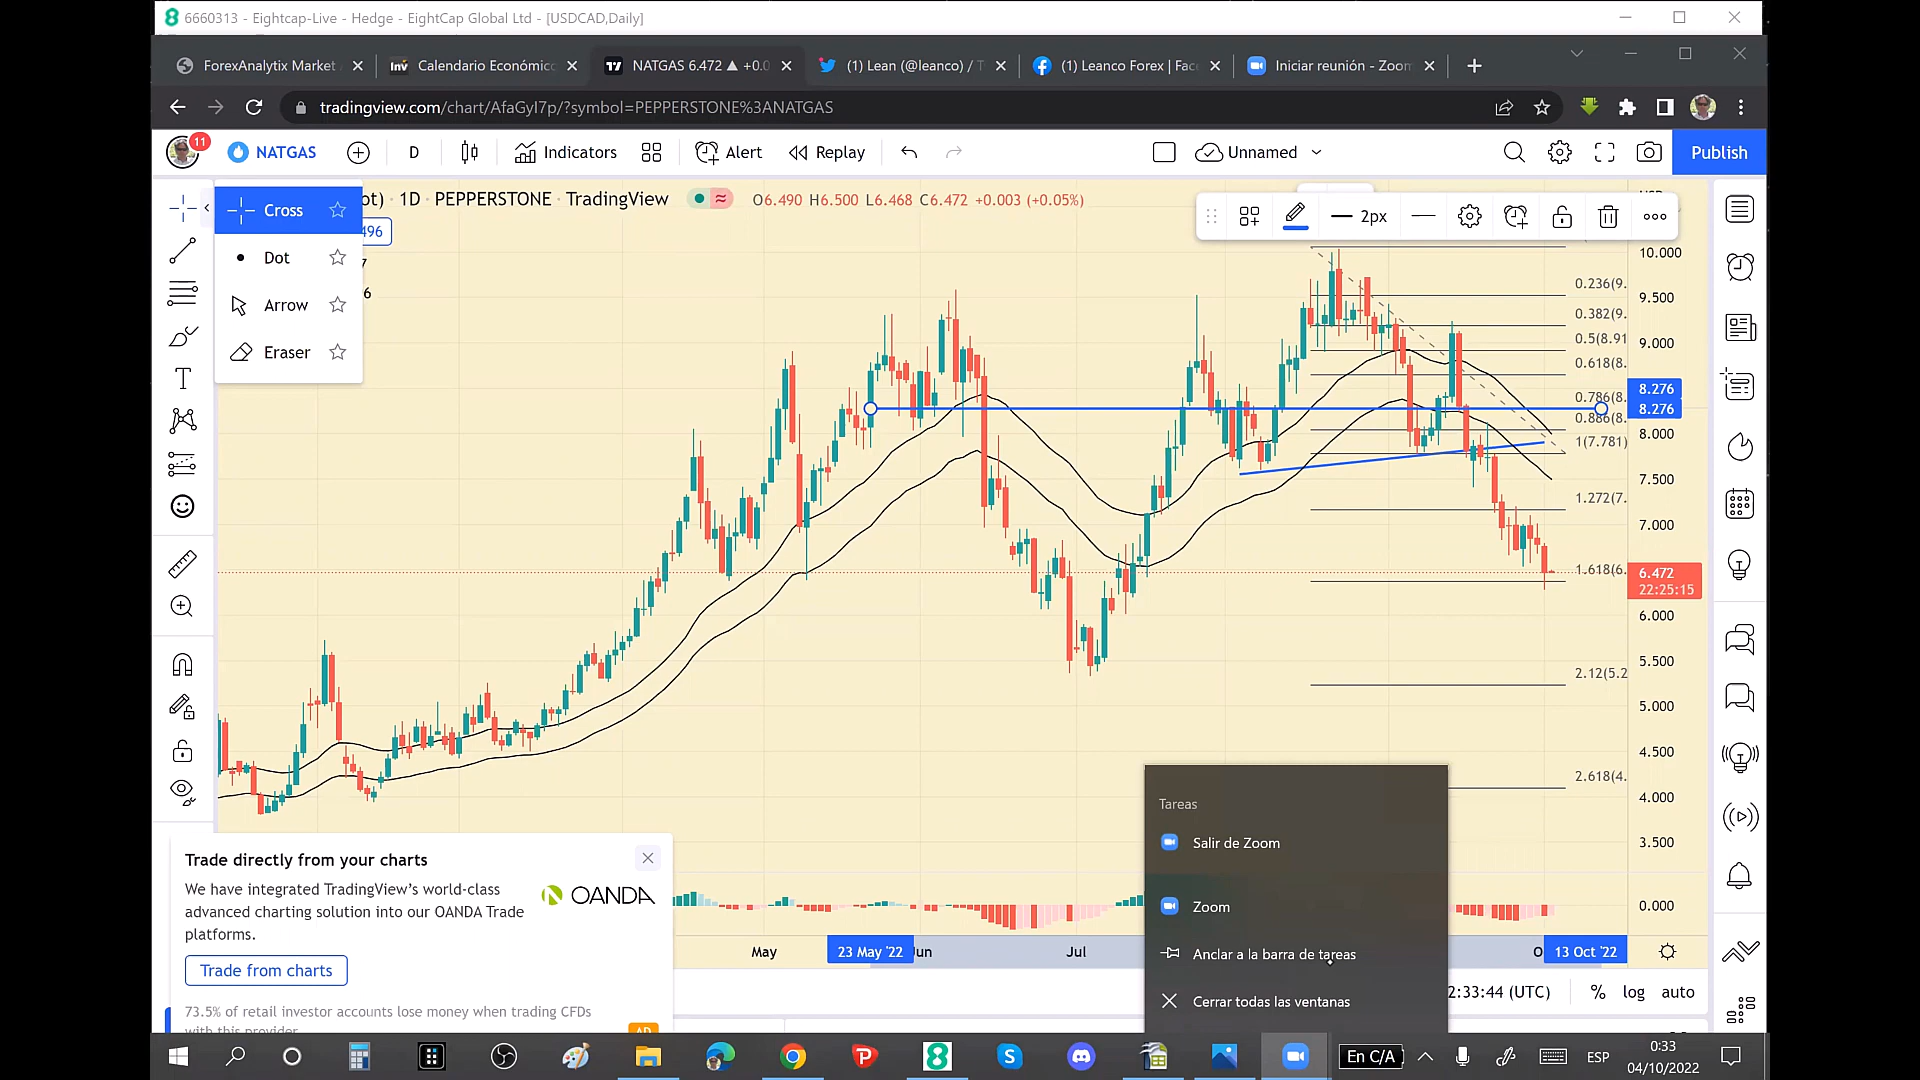 6660313 - Eightcap-Live - Hedge - EightCap Global Ltd - [USDCAD,Daily]
ForexAnalytix Market
Calendario Económico
NATGAS 6.472 ▲ +0.0
(1) Lean (@leanco) /
(1) Leanco Forex | Fac
Iniciar reunión - Zoom
tradingview.com/chart/AfaGyI7p/?symbol=PEPPERSTONE%3ANATGAS
11
NATGAS
D
Indicators
Alert
Replay
Unnamed
Publish
Cross
Dot
Arrow
Eraser
1D · PEPPERSTONE · TradingView
O6.490 H6.500 L6.468 C6.472 +0.003 (+0.05%)
496
7
6
2px
10.000
9.500
9.000
8.276
8.276
8.000
7.500
7.000
6.472
22:25:15
6.000
5.500
5.000
4.500
4.000
3.500
0.000
0.236(9.
0.382(9.
0.5(8.91
0.618(8.
0.786(8.
0.886(8.
1(7.781)
1.272(7.
1.618(6.
2.12(5.2
2.618(4.
Trade directly from your charts
We have integrated TradingView's world-class
advanced charting solution into our OANDA Trade
platforms.
OANDA
Trade from charts
73.5% of retail investor accounts lose money when trading CFDs
with this provider
AD
Tareas
Salir de Zoom
Zoom
Anclar a la barra de tareas
Cerrar todas las ventanas
May
23 May '22
Jun
Jul
O
13 Oct '22
2:33:44 (UTC)
%
log
auto
En C/A
ESP
0:33
04/10/2022